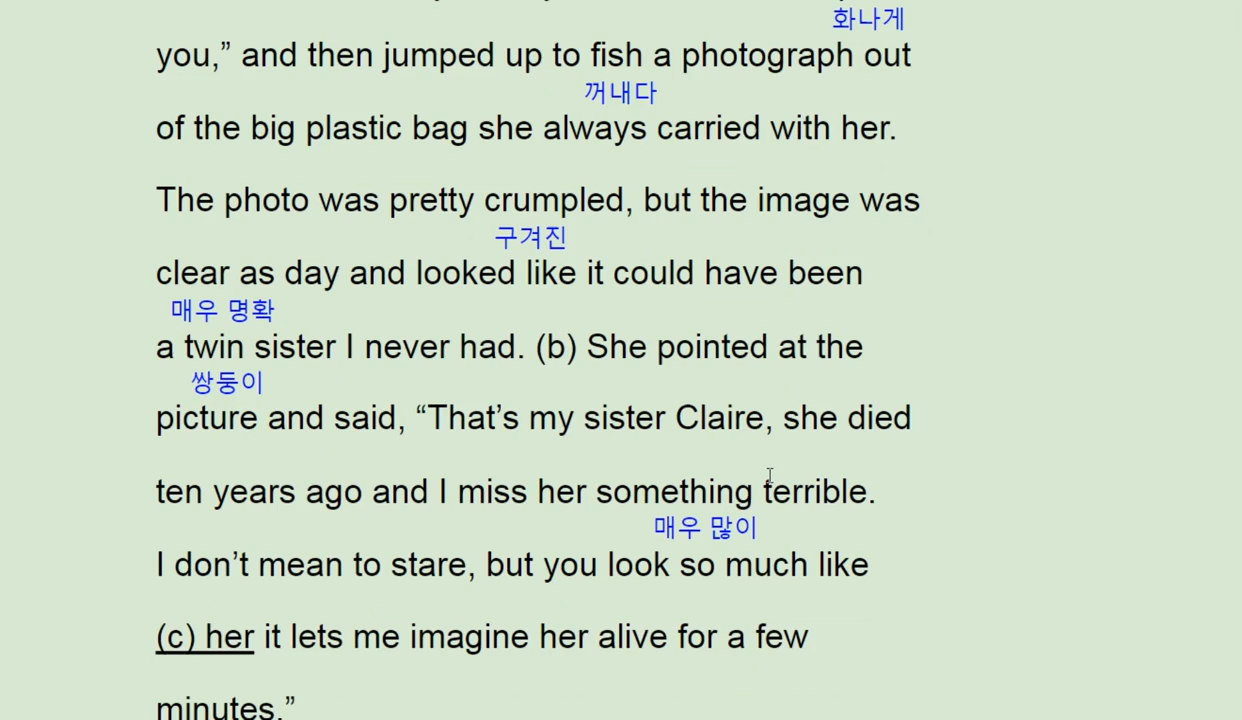 화나게
you,” and then jumped up to fish a photograph out
꺼내다
of the big plastic bag she always carried with her.
The photo was pretty crumpled, but the image was
구겨진
clear as day and looked like it could have been
매우 명확
a twin sister I never had. (b) She pointed at the
쌍둥이
picture and said, “That’s my sister Claire, she died
ten years ago and I miss her something terrible.
매우 많이
I don’t mean to stare, but you look so much like
(c) her it lets me imagine her alive for a few
minutes.”